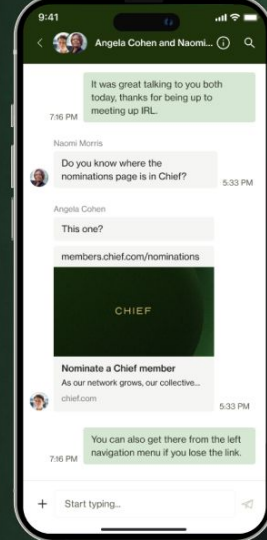 9:41
Angela Cohen and Naomi...
It was great talking to you both
today, thanks for being up to
meeting up IRL.
7:16 PM
Naomi Morris
Do you know where the
nominations page is in Chief?
5:33 PM
Angela Cohen
This one?
members.chief.com/nominations
CHIEF
Nominate a Chief member
As our network grows, our collective...
chief.com
5:33 PM
You can also get there from the left
navigation menu if you lose the link.
7:16 PM
Start typing...